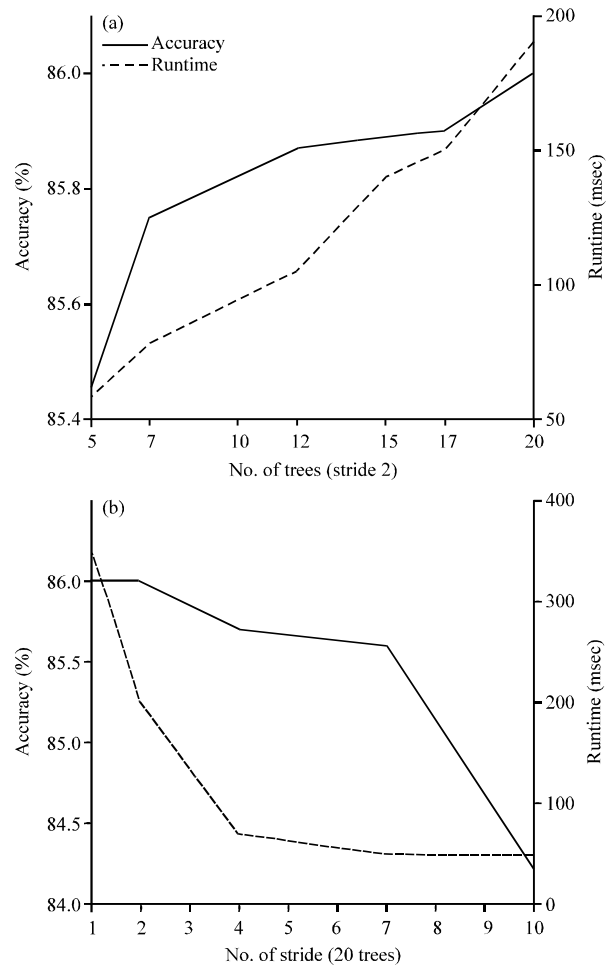 (a)
Accuracy
Runtime
Accuracy (%)
86.0
85.8
85.6
85.4
Runtime (msec)
200
150
100
50
5 7 10 12 15 17 20
No. of trees (stride 2)
(b)
Accuracy (%)
86.0
85.5
85.0
84.5
84.0
Runtime (msec)
400
300
200
100
0
1 2 3 4 5 6 7 8 9 10
No. of stride (20 trees)